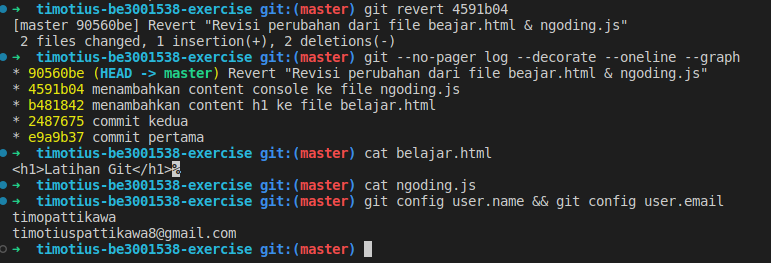 ➜ timotius-be3001538-exercise git:(master) git revert 4591b04
[master 90560be] Revert "Revisi perubahan dari file beajar.html & ngoding.js"
2 files changed, 1 insertion(+), 2 deletions(-)
➜ timotius-be3001538-exercise git:(master) git --no-pager log --decorate --oneline --graph
* 90560be (HEAD -> master) Revert "Revisi perubahan dari file beajar.html & ngoding.js"
* 4591b04 menambahkan content console ke file ngoding.js
* b481842 menambahkan content h1 ke file belajar.html
* 2487675 commit kedua
* e9a9b37 commit pertama
➜ timotius-be3001538-exercise git:(master) cat belajar.html
<h1>Latihan Git</h1>%
➜ timotius-be3001538-exercise git:(master) cat ngoding.js
➜ timotius-be3001538-exercise git:(master) git config user.name && git config user.email
timopattikawa
timotiuspattikawa8@gmail.com
➜ timotius-be3001538-exercise git:(master)